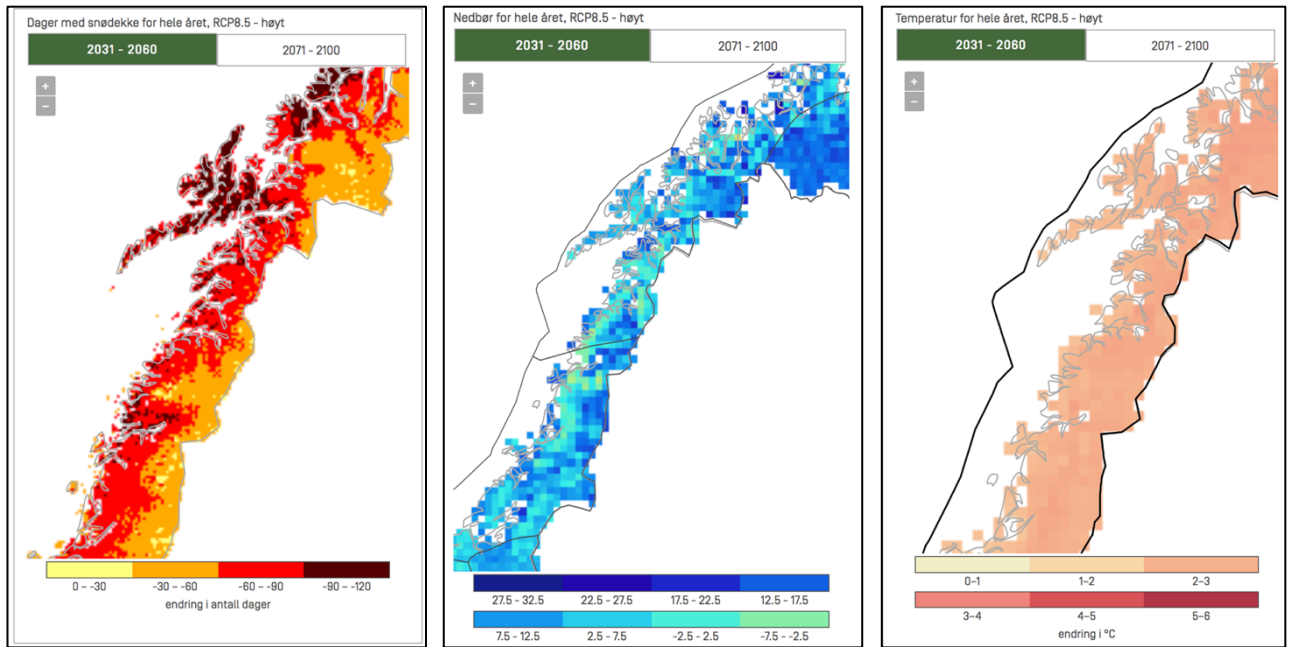 Dager med snødekke for hele året, RCP8.5 - høyt
2031 - 2060
2071 - 2100
+
−
0 - -30
-30 - -60
-60 - -90
-90 - -120
endring i antall dager
Nedbør for hele året, RCP8.5 - høyt
2031 - 2060
2071 - 2100
+
−
27.5 - 32.5
22.5 - 27.5
17.5 - 22.5
12.5 - 17.5
7.5 - 12.5
2.5 - 7.5
-2.5 - 2.5
-7.5 - -2.5
Temperatur for hele året, RCP8.5 - høyt
2031 - 2060
2071 - 2100
+
−
0-1
1-2
2-3
3-4
4-5
5-6
endring i °C